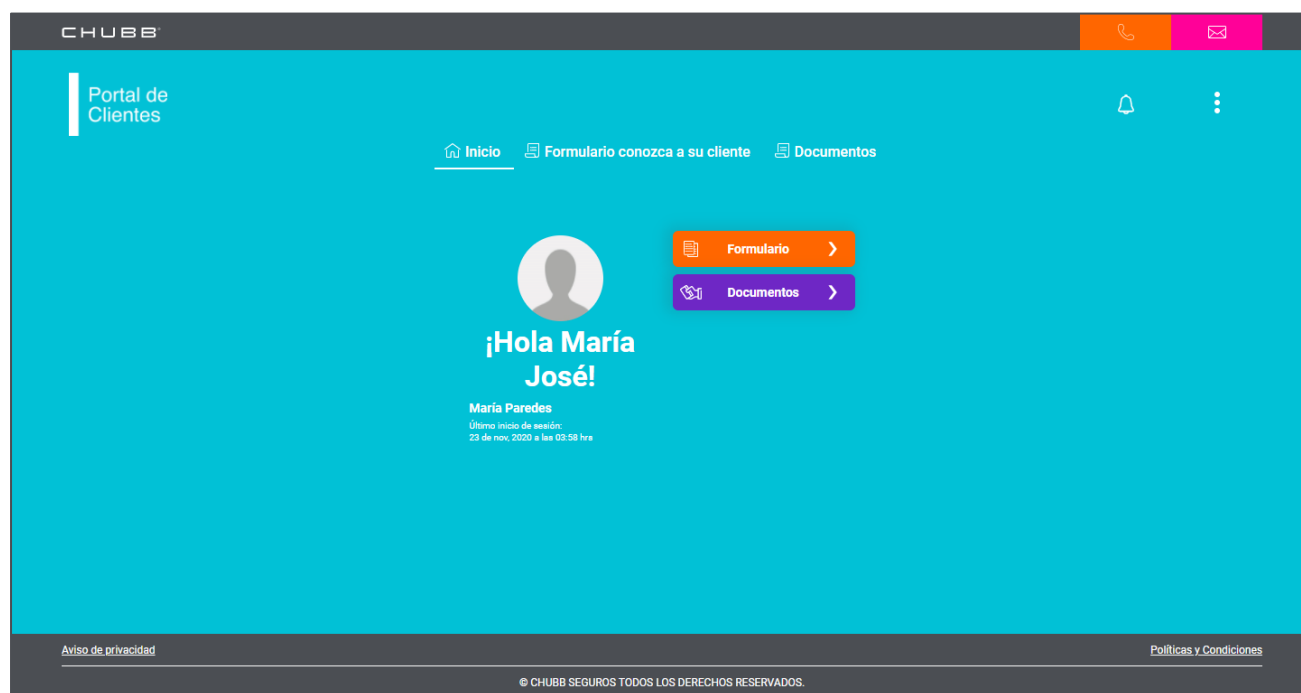 CHUBB
Portal de
Clientes
Inicio
Formulario conozca a su cliente
Documentos
Formulario
Documentos
¡Hola María
José!
María Paredes
Último inicio de sesión:
23 de nov, 2020 a las 03:58 hrs
Aviso de privacidad
Políticas y Condiciones
© CHUBB SEGUROS TODOS LOS DERECHOS RESERVADOS.